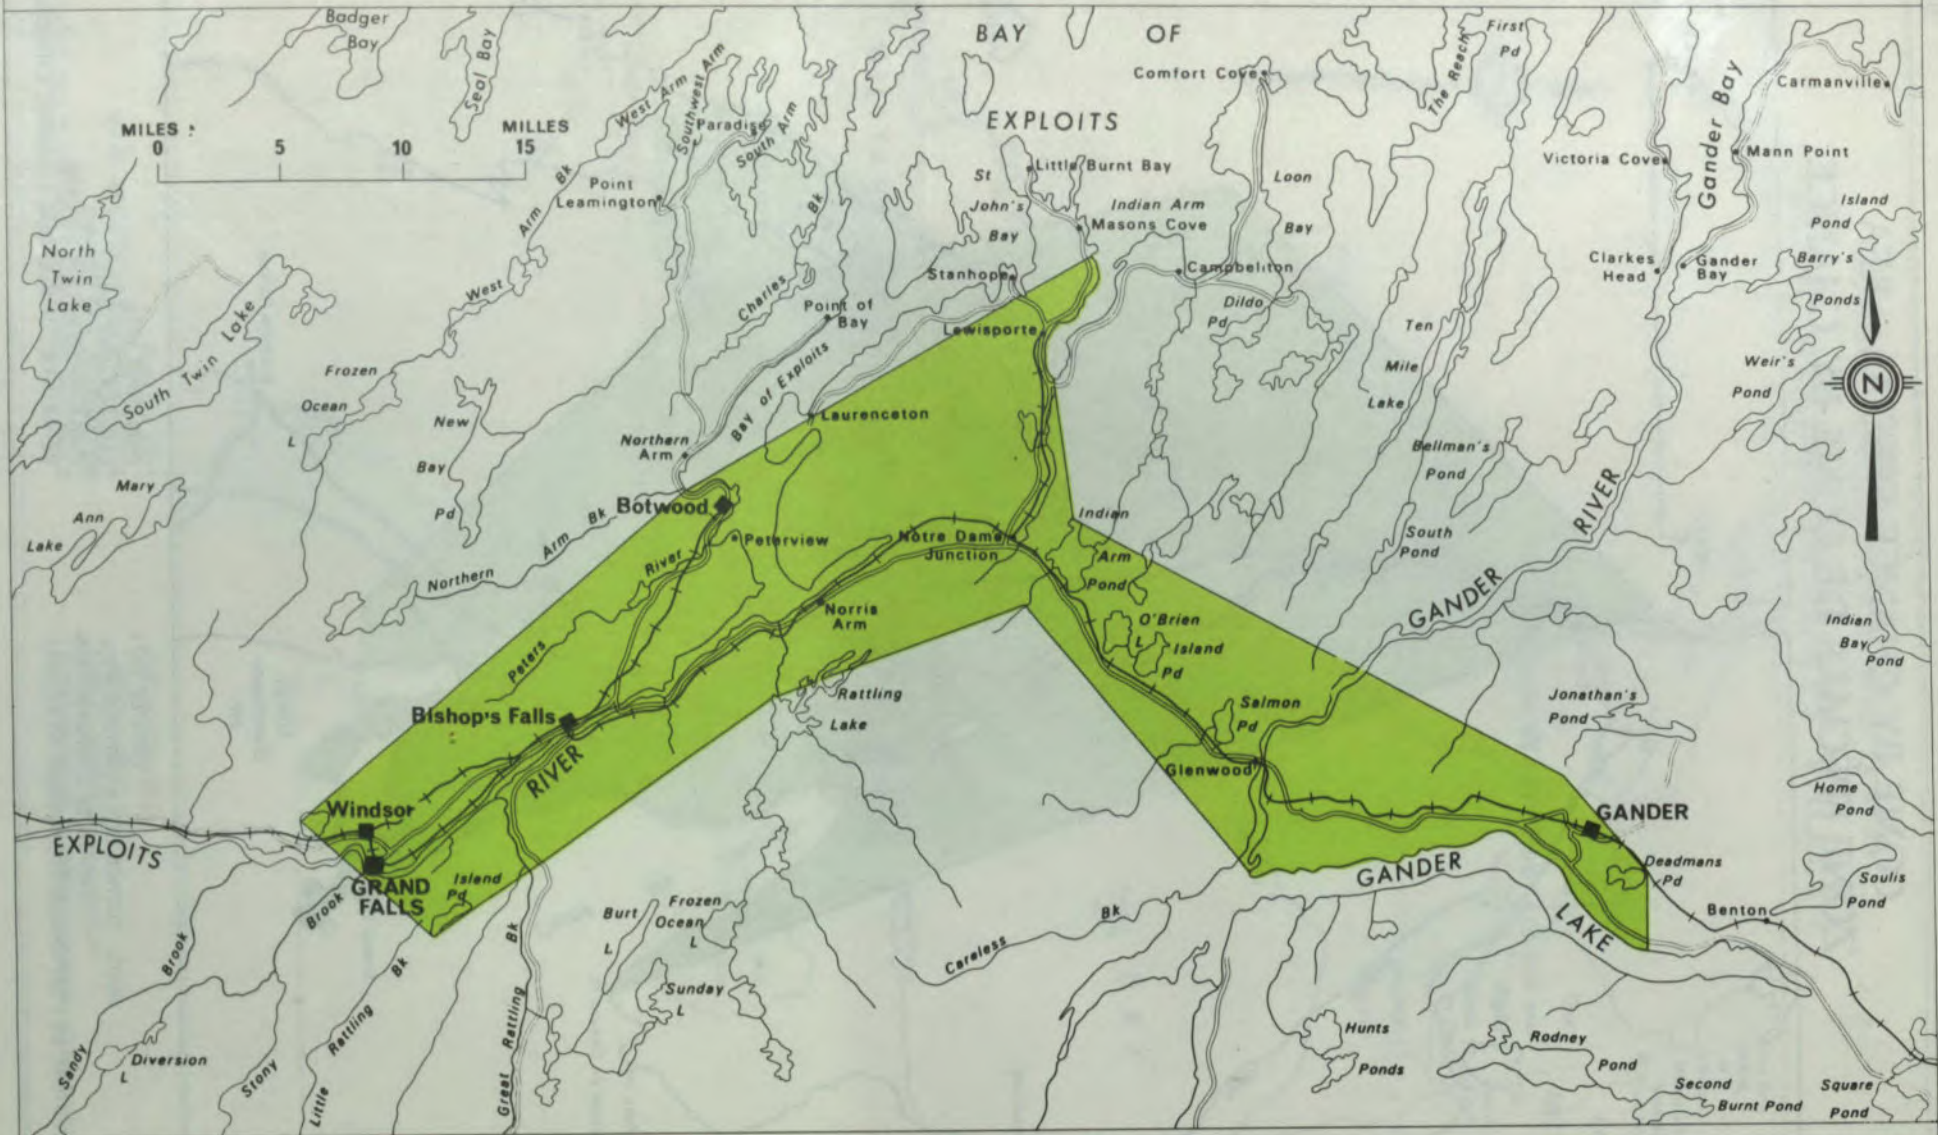 Badger
Bay
Seal Bay
West Arm
Southwest Arm
BAY OF
EXPLOITS
The Reach
First
Pd
Comfort Cove
Gander Bay
Carmanville
MILES MILLES
0 5 10 15
Paradise
South Arm
Point
Leamington
Arm Bk
West
Little Burnt Bay
St
John's
Bay
Indian Arm
Masons Cove
Loon
Bay
Victoria Cove
Mann Point
Island
Pond
North
Twin
Lake
South Twin Lake
Charles Bk
Point of
Bay
Stanhope
Campbellton
Dildo
Pd
Lewisporte
Clarkes
Head
Gander
Bay
Barry's
Ponds
Frozen
Ocean
L
New
Bay
Pd
Northern
Arm
Bay of Exploits
Laurenceton
Ten
Mile
Lake
Weir's
Pond
N
Bellman's
Pond
Mary
Ann
Lake
Botwood
Peterview
Northern Arm Bk
Peters River
Notre Dame
Junction
Indian
Arm
Pond
South
Pond
GANDER RIVER
Norris
Arm
O'Brien
L
Island
Pd
Indian
Bay
Pond
Bishop's Falls
Rattling
Lake
Salmon
Pd
Jonathan's
Pond
Glenwood
Home
Pond
Windsor
EXPLOITS RIVER
GRAND
FALLS
Island
Pd
GANDER
GANDER LAKE
Deadmans
Pd
Soulis
Pond
Benton
Burt
L
Frozen
Ocean
L
Careless Bk
Sandy Brook
Stony Brook
Little Rattling Bk
Great Rattling Bk
Sunday
L
Diversion
L
Hunts
Ponds
Rodney
Pond
Second
Burnt Pond
Square
Pond